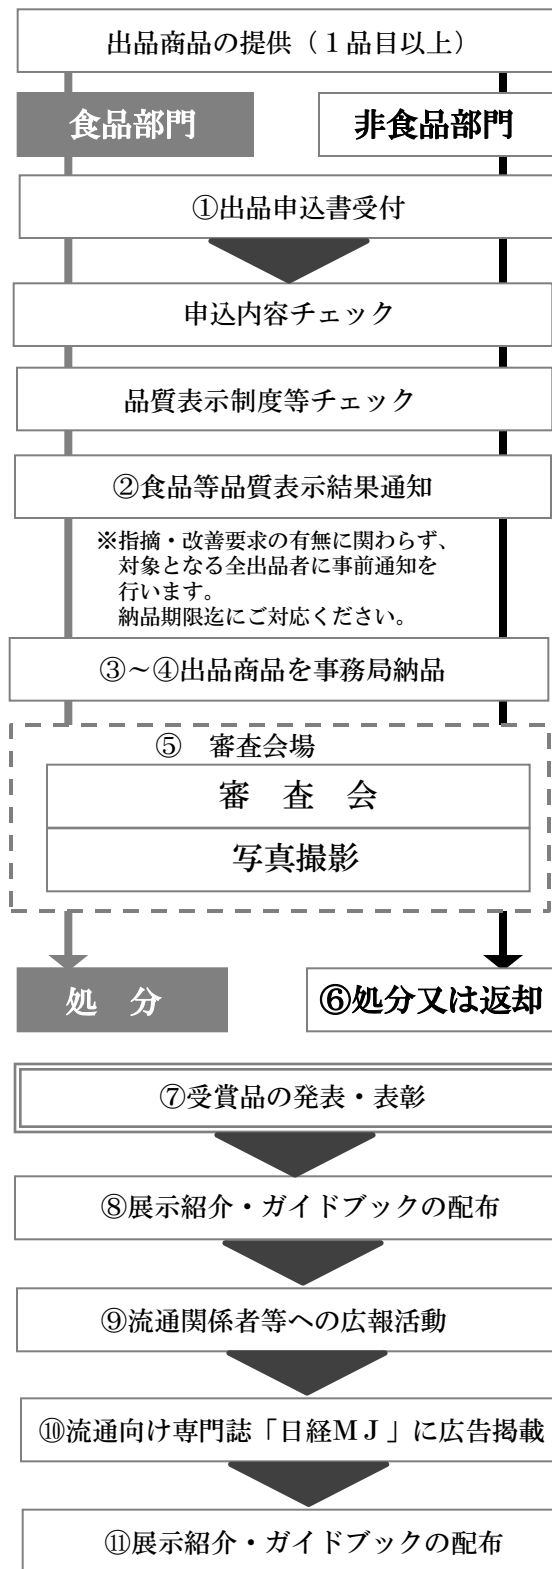 出品商品の提供（１品目以上）
食品部門
非食品部門
①出品申込書受付
申込内容チェック
品質表示制度等チェック
②食品等品質表示結果通知
※指摘・改善要求の有無に関わらず、
対象となる全出品者に事前通知を
行います。
納品期限迄にご対応ください。
③～④出品商品を事務局納品
⑤　審査会場
審　査　会
写真撮影
処　分
⑥処分又は返却
⑦受賞品の発表・表彰
⑧展示紹介・ガイドブックの配布
⑨流通関係者等への広報活動
⑩流通向け専門誌「日経ＭＪ」に広告掲載
⑪展示紹介・ガイドブックの配布